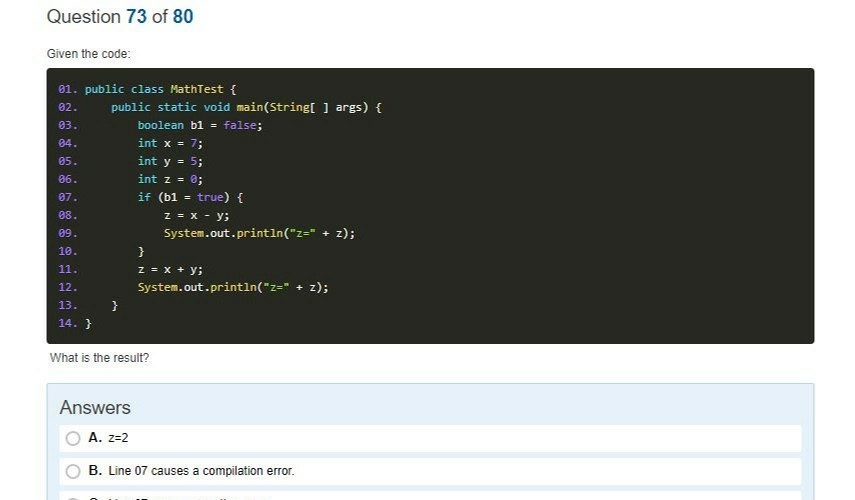 Question 73 of 80
Given the code:
01. public class MathTest {
02.     public static void main(String[ ] args) {
03.         boolean b1 = false;
04.         int x = 7;
05.         int y = 5;
06.         int z = 0;
07.         if (b1 = true) {
08.             z = x - y;
09.             System.out.println("z=" + z);
10.         }
11.         z = x + y;
12.         System.out.println("z=" + z);
13.     }
14. }
What is the result?
Answers
A. z=2
B. Line 07 causes a compilation error.